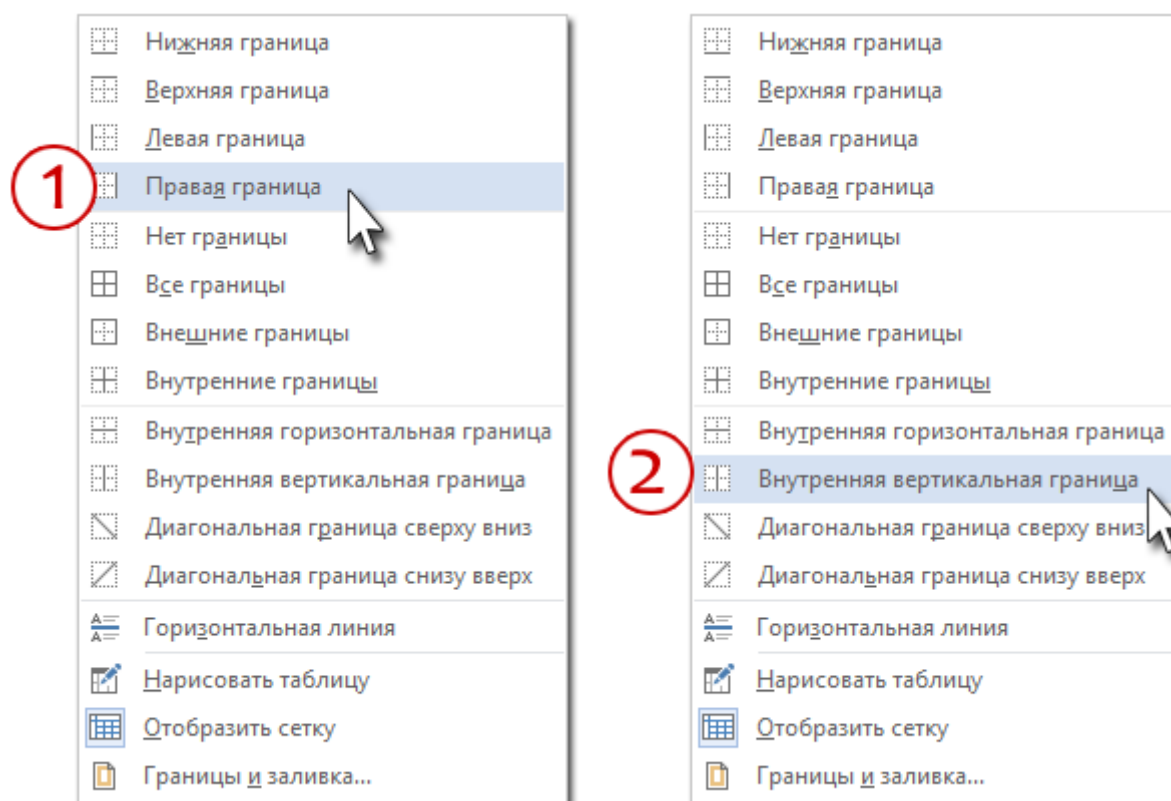 Нижняя граница
Верхняя граница
Левая граница
1
Правая граница
Нет границы
Все границы
Внешние границы
Внутренние границы
Внутренняя горизонтальная граница
Внутренняя вертикальная граница
Диагональная граница сверху вниз
Диагональная граница снизу вверх
Горизонтальная линия
Нарисовать таблицу
Отобразить сетку
Границы и заливка...
Нижняя граница
Верхняя граница
Левая граница
Правая граница
Нет границы
Все границы
Внешние границы
Внутренние границы
Внутренняя горизонтальная граница
2
Внутренняя вертикальная граница
Диагональная граница сверху вниз
Диагональная граница снизу вверх
Горизонтальная линия
Нарисовать таблицу
Отобразить сетку
Границы и заливка...